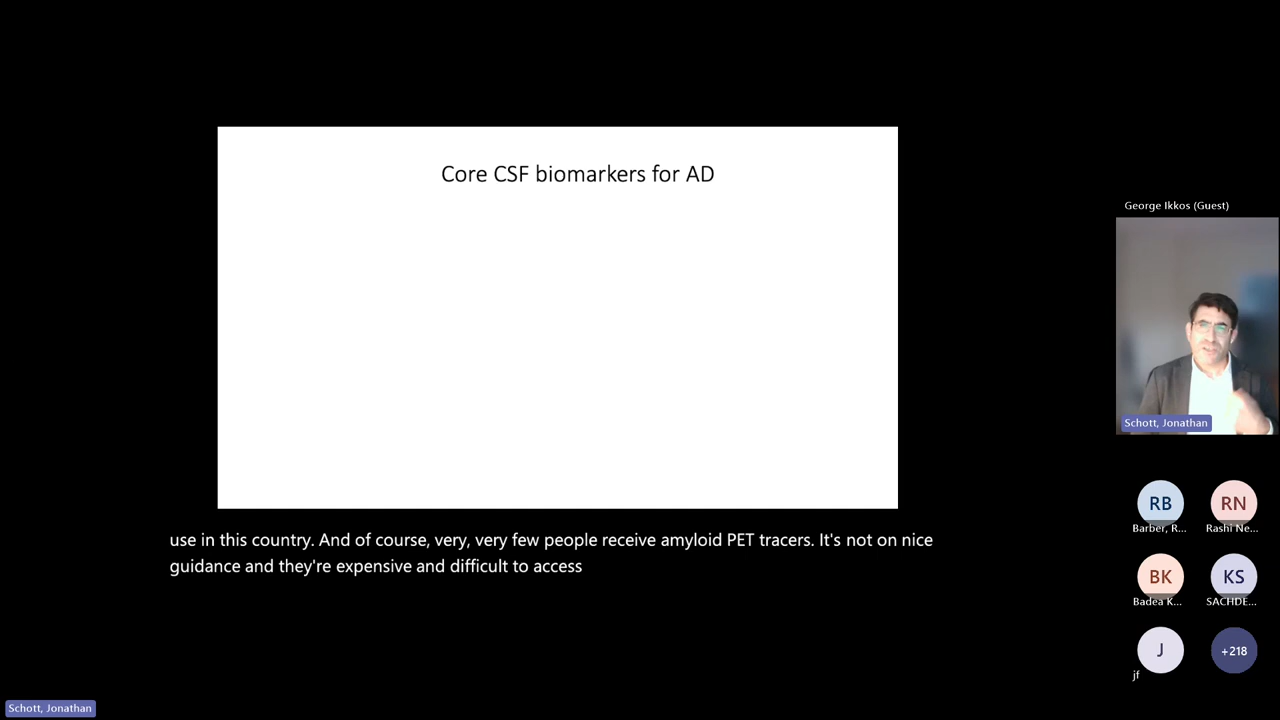 Core CSF biomarkers for AD
use in this country. And of course, very, very few people receive amyloid PET tracers. It's not on nice
guidance and they're expensive and difficult to access
George Ikkos (Guest)
Schott, Jonathan
RB
RN
Barber, R...
Rashi Ne...
BK
KS
Badea K...
SACHDE...
J
+218
jf
Schott, Jonathan